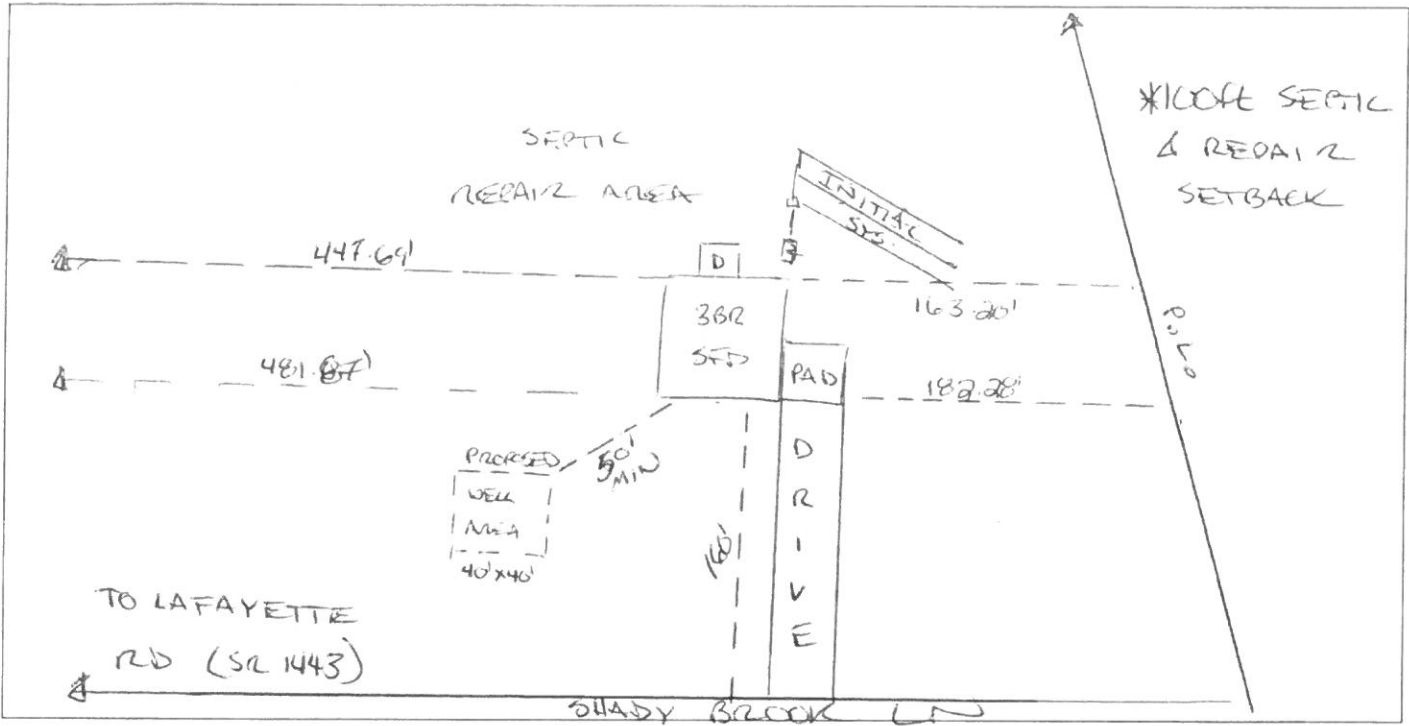 *100ft SEPTIC
& REPAIR
SETBACK
SEPTIC
REPAIR AREA
INITIAL
SYS.
447.69'
D
163.20'
3BR
SFD
PAD
481.87'
182.28'
PROPOSED
WELL
AREA
40'x40'
50'
MIN
DRIVE
TO LAFAYETTE
RD (SR 1443)
SHADY BROOK LN